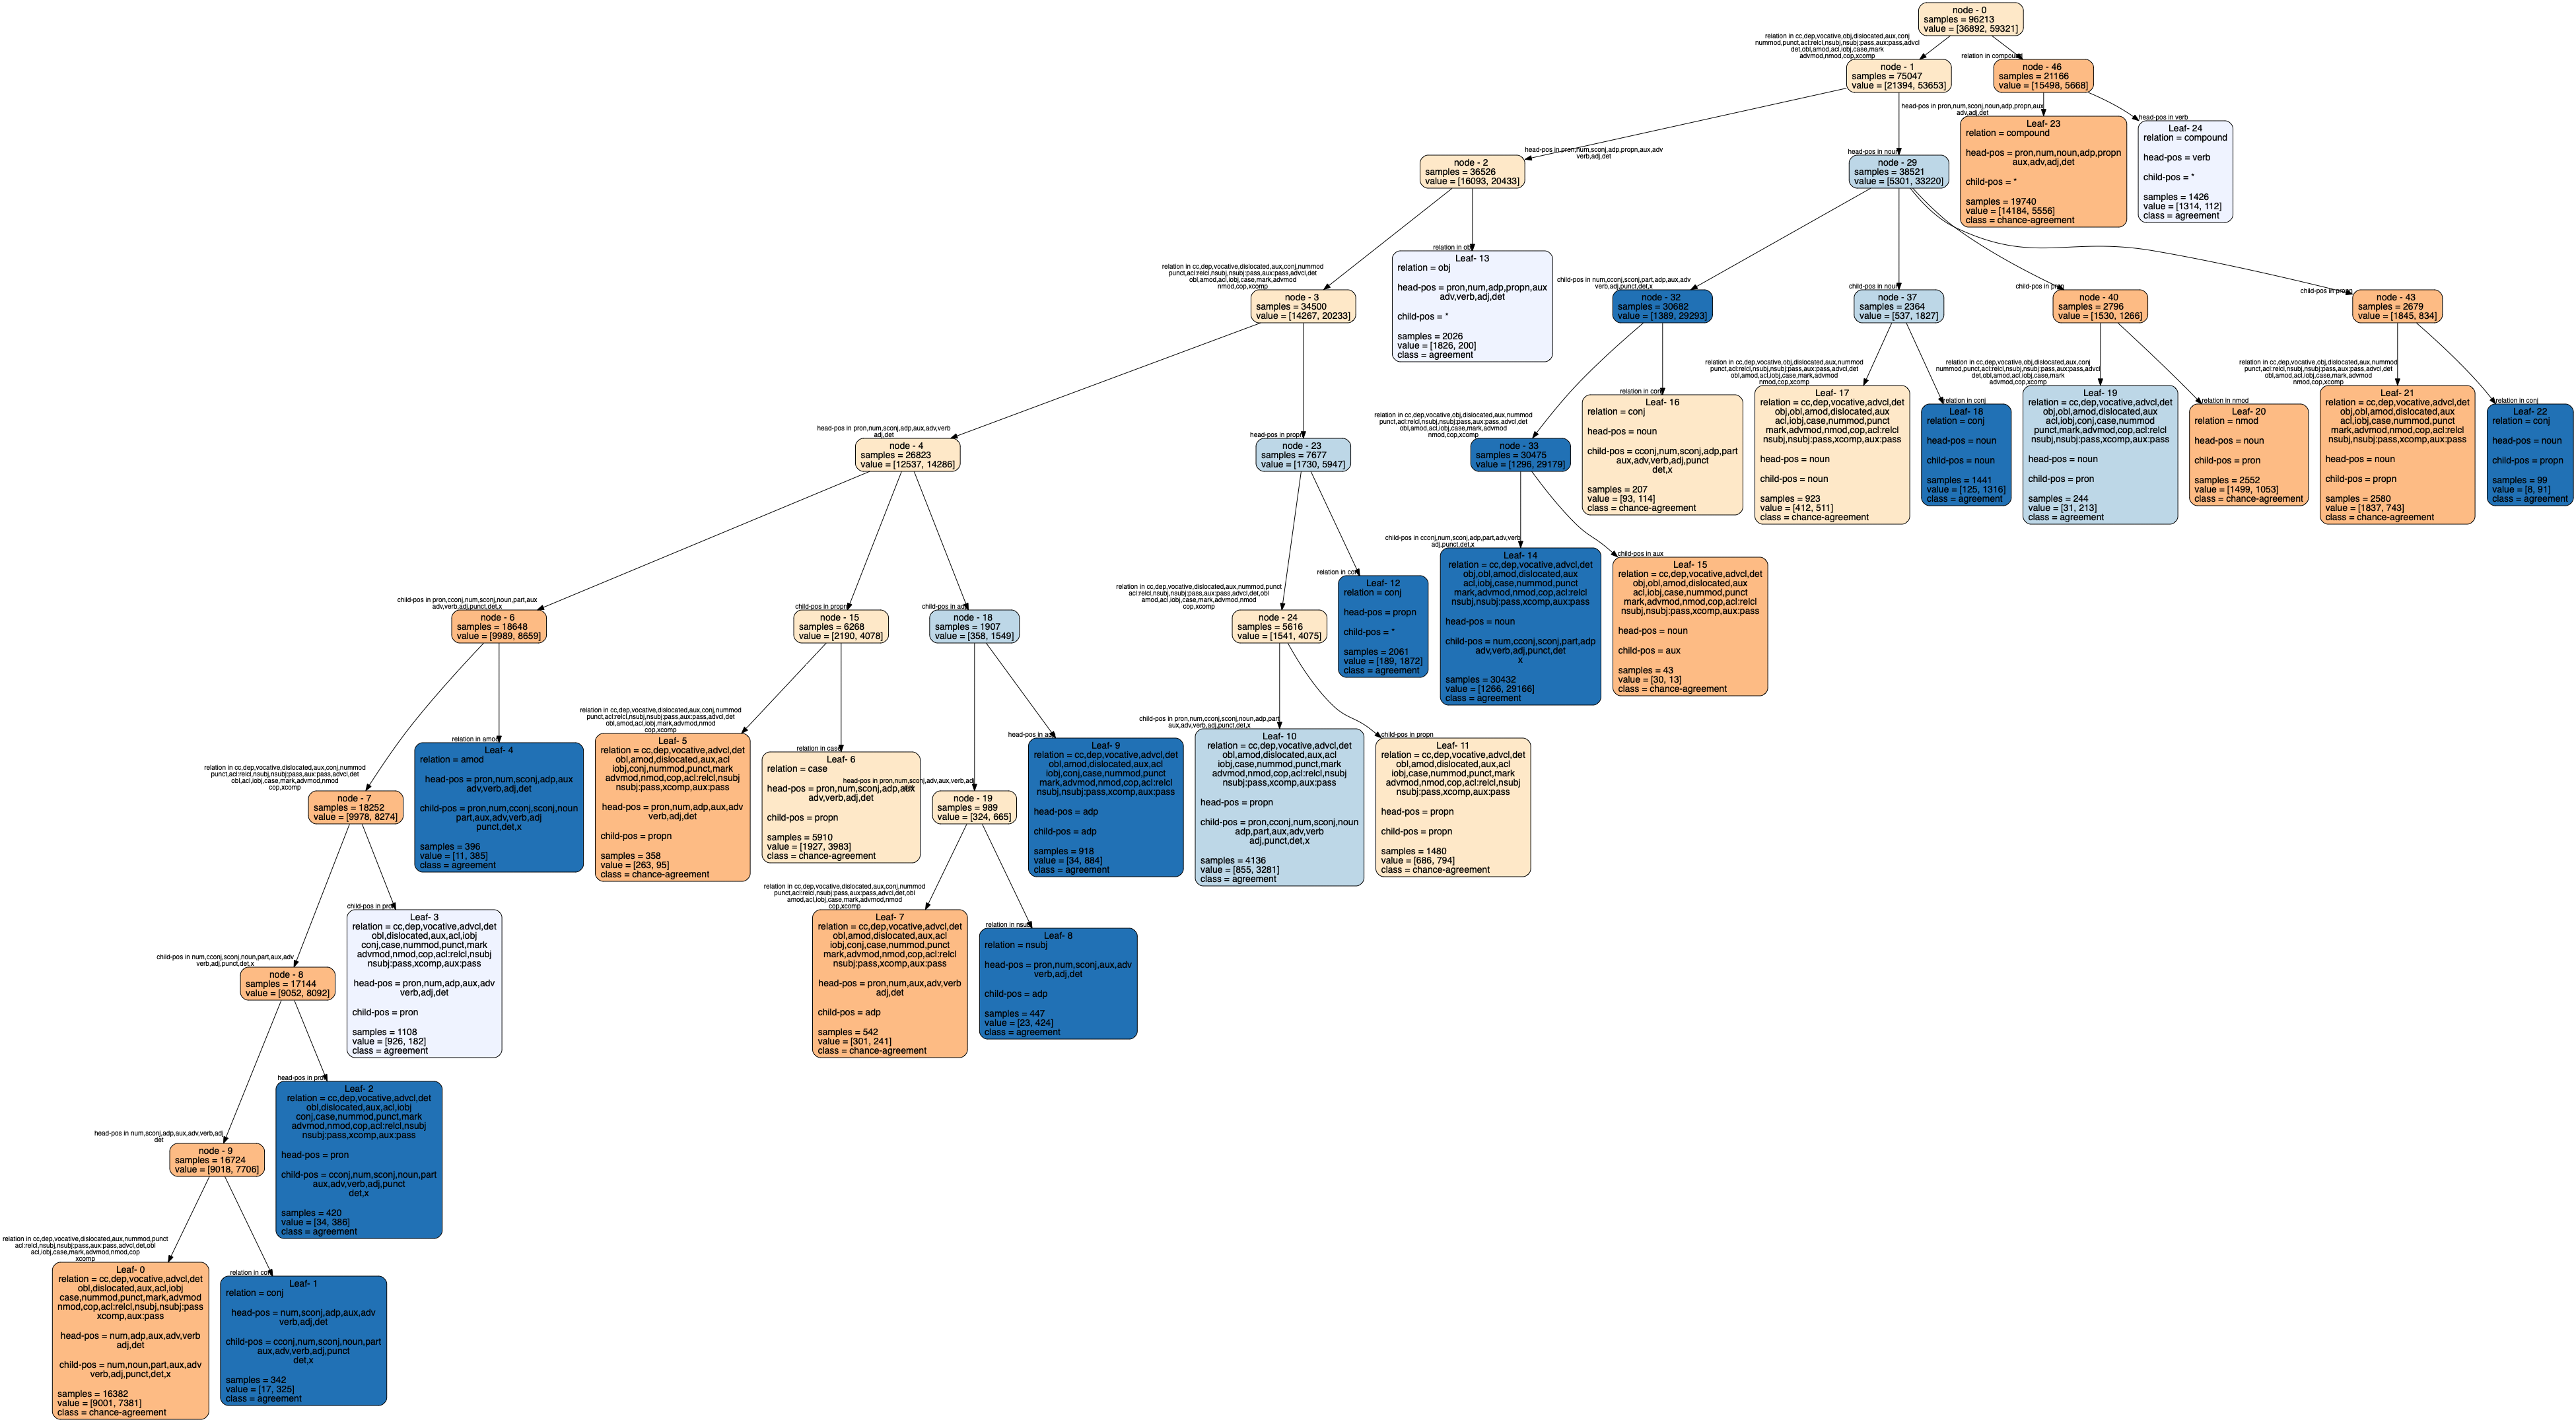 node - 0
samples = 96213
value = [36892, 59321]
relation in cc,dep,vocative,obj,dislocated,aux,conj
nummod,punct,acl:relcl,nsubj,nsubj:pass,aux:pass,advcl
det,obl,amod,acl,iobj,case,mark
advmod,nmod,cop,xcomp
node - 1
samples = 75047
value = [21394, 53653]
relation in compound
node - 46
samples = 21166
value = [15498, 5668]
head-pos in pron,num,sconj,noun,adp,propn,aux
adv,adj,det
Leaf- 23
relation = compound
head-pos = pron,num,noun,adp,propn
aux,adv,adj,det
child-pos = *
samples = 19740
value = [14184, 5556]
class = chance-agreement
head-pos in verb
Leaf- 24
relation = compound
head-pos = verb
child-pos = *
samples = 1426
value = [1314, 112]
class = agreement
head-pos in pron,num,sconj,adp,propn,aux,adv
verb,adj,det
node - 2
samples = 36526
value = [16093, 20433]
head-pos in noun
node - 29
samples = 38521
value = [5301, 33220]
relation in cc,dep,vocative,dislocated,aux,conj,nummod
punct,acl:relcl,nsubj,nsubj:pass,aux:pass,advcl,det
obl,amod,acl,iobj,case,mark,advmod
nmod,cop,xcomp
node - 3
samples = 34500
value = [14267, 20233]
relation in obj
Leaf- 13
relation = obj
head-pos = pron,num,adp,propn,aux
adv,verb,adj,det
child-pos = *
samples = 2026
value = [1826, 200]
class = agreement
child-pos in num,cconj,sconj,part,adp,aux,adv
verb,adj,punct,det,x
node - 32
samples = 30682
value = [1389, 29293]
child-pos in noun
node - 37
samples = 2364
value = [537, 1827]
child-pos in pron
node - 40
samples = 2796
value = [1530, 1266]
child-pos in propn
node - 43
samples = 2679
value = [1845, 834]
relation in cc,dep,vocative,obj,dislocated,aux,nummod
punct,acl:relcl,nsubj,nsubj:pass,aux:pass,advcl,det
obl,amod,acl,iobj,case,mark,advmod
nmod,cop,xcomp
node - 33
samples = 30475
value = [1296, 29179]
relation in conj
Leaf- 16
relation = conj
head-pos = noun
child-pos = cconj,num,sconj,adp,part
aux,adv,verb,adj,punct
det,x
samples = 207
value = [93, 114]
class = chance-agreement
relation in cc,dep,vocative,obj,dislocated,aux,nummod
punct,acl:relcl,nsubj,nsubj:pass,aux:pass,advcl,det
obl,amod,acl,iobj,case,mark,advmod
nmod,cop,xcomp
Leaf- 17
relation = cc,dep,vocative,advcl,det
obj,obl,amod,dislocated,aux
acl,iobj,case,nummod,punct
mark,advmod,nmod,cop,acl:relcl
nsubj,nsubj:pass,xcomp,aux:pass
head-pos = noun
child-pos = noun
samples = 923
value = [412, 511]
class = chance-agreement
relation in conj
Leaf- 18
relation = conj
head-pos = noun
child-pos = noun
samples = 1441
value = [125, 1316]
class = agreement
relation in cc,dep,vocative,obj,dislocated,aux,conj
nummod,punct,acl:relcl,nsubj,nsubj:pass,aux:pass,advcl
det,obl,amod,acl,iobj,case,mark
advmod,cop,xcomp
Leaf- 19
relation = cc,dep,vocative,advcl,det
obj,obl,amod,dislocated,aux
acl,iobj,conj,case,nummod
punct,mark,advmod,cop,acl:relcl
nsubj,nsubj:pass,xcomp,aux:pass
head-pos = noun
child-pos = pron
samples = 244
value = [31, 213]
class = agreement
relation in nmod
Leaf- 20
relation = nmod
head-pos = noun
child-pos = pron
samples = 2552
value = [1499, 1053]
class = chance-agreement
relation in cc,dep,vocative,obj,dislocated,aux,nummod
punct,acl:relcl,nsubj,nsubj:pass,aux:pass,advcl,det
obl,amod,acl,iobj,case,mark,advmod
nmod,cop,xcomp
Leaf- 21
relation = cc,dep,vocative,advcl,det
obj,obl,amod,dislocated,aux
acl,iobj,case,nummod,punct
mark,advmod,nmod,cop,acl:relcl
nsubj,nsubj:pass,xcomp,aux:pass
head-pos = noun
child-pos = propn
samples = 2580
value = [1837, 743]
class = chance-agreement
relation in conj
Leaf- 22
relation = conj
head-pos = noun
child-pos = propn
samples = 99
value = [8, 91]
class = agreement
head-pos in pron,num,sconj,adp,aux,adv,verb
adj,det
node - 4
samples = 26823
value = [12537, 14286]
head-pos in propn
node - 23
samples = 7677
value = [1730, 5947]
child-pos in cconj,num,sconj,adp,part,adv,verb
adj,punct,det,x
Leaf- 14
relation = cc,dep,vocative,advcl,det
obj,obl,amod,dislocated,aux
acl,iobj,case,nummod,punct
mark,advmod,nmod,cop,acl:relcl
nsubj,nsubj:pass,xcomp,aux:pass
head-pos = noun
child-pos = num,cconj,sconj,part,adp
adv,verb,adj,punct,det
x
samples = 30432
value = [1266, 29166]
class = agreement
child-pos in aux
Leaf- 15
relation = cc,dep,vocative,advcl,det
obj,obl,amod,dislocated,aux
acl,iobj,case,nummod,punct
mark,advmod,nmod,cop,acl:relcl
nsubj,nsubj:pass,xcomp,aux:pass
head-pos = noun
child-pos = aux
samples = 43
value = [30, 13]
class = chance-agreement
child-pos in pron,cconj,num,sconj,noun,part,aux
adv,verb,adj,punct,det,x
node - 6
samples = 18648
value = [9989, 8659]
child-pos in propn
node - 15
samples = 6268
value = [2190, 4078]
child-pos in adp
node - 18
samples = 1907
value = [358, 1549]
relation in cc,dep,vocative,dislocated,aux,nummod,punct
acl:relcl,nsubj,nsubj:pass,aux:pass,advcl,det,obl
amod,acl,iobj,case,mark,advmod,nmod
cop,xcomp
node - 24
samples = 5616
value = [1541, 4075]
relation in conj
Leaf- 12
relation = conj
head-pos = propn
child-pos = *
samples = 2061
value = [189, 1872]
class = agreement
relation in cc,dep,vocative,dislocated,aux,conj,nummod
punct,acl:relcl,nsubj,nsubj:pass,aux:pass,advcl,det
obl,acl,iobj,case,mark,advmod,nmod
cop,xcomp
node - 7
samples = 18252
value = [9978, 8274]
relation in amod
Leaf- 4
relation = amod
head-pos = pron,num,sconj,adp,aux
adv,verb,adj,det
child-pos = pron,num,cconj,sconj,noun
part,aux,adv,verb,adj
punct,det,x
samples = 396
value = [11, 385]
class = agreement
relation in cc,dep,vocative,dislocated,aux,conj,nummod
punct,acl:relcl,nsubj,nsubj:pass,aux:pass,advcl,det
obl,amod,acl,iobj,mark,advmod,nmod
cop,xcomp
Leaf- 5
relation = cc,dep,vocative,advcl,det
obl,amod,dislocated,aux,acl
iobj,conj,nummod,punct,mark
advmod,nmod,cop,acl:relcl,nsubj
nsubj:pass,xcomp,aux:pass
head-pos = pron,num,adp,aux,adv
verb,adj,det
child-pos = propn
samples = 358
value = [263, 95]
class = chance-agreement
relation in case
Leaf- 6
relation = case
head-pos = pron,num,sconj,adp,aux
adv,verb,adj,det
child-pos = propn
samples = 5910
value = [1927, 3983]
class = chance-agreement
head-pos in pron,num,sconj,adv,aux,verb,adj
node - 19
samples = 989
value = [324, 665]
head-pos in adp
Leaf- 9
relation = cc,dep,vocative,advcl,det
obl,amod,dislocated,aux,acl
iobj,conj,case,nummod,punct
mark,advmod,nmod,cop,acl:relcl
nsubj,nsubj:pass,xcomp,aux:pass
head-pos = adp
child-pos = adp
samples = 918
value = [34, 884]
class = agreement
child-pos in pron,num,cconj,sconj,noun,adp,part
aux,adv,verb,adj,punct,det,x
Leaf- 10
relation = cc,dep,vocative,advcl,det
obl,amod,dislocated,aux,acl
iobj,case,nummod,punct,mark
advmod,nmod,cop,acl:relcl,nsubj
nsubj:pass,xcomp,aux:pass
head-pos = propn
child-pos = pron,cconj,num,sconj,noun
adp,part,aux,adv,verb
adj,punct,det,x
samples = 4136
value = [855, 3281]
class = agreement
child-pos in propn
Leaf- 11
relation = cc,dep,vocative,advcl,det
obl,amod,dislocated,aux,acl
iobj,case,nummod,punct,mark
advmod,nmod,cop,acl:relcl,nsubj
nsubj:pass,xcomp,aux:pass
head-pos = propn
child-pos = propn
samples = 1480
value = [686, 794]
class = chance-agreement
child-pos in num,cconj,sconj,noun,part,aux,adv
verb,adj,punct,det,x
node - 8
samples = 17144
value = [9052, 8092]
child-pos in pron
Leaf- 3
relation = cc,dep,vocative,advcl,det
obl,dislocated,aux,acl,iobj
conj,case,nummod,punct,mark
advmod,nmod,cop,acl:relcl,nsubj
nsubj:pass,xcomp,aux:pass
head-pos = pron,num,adp,aux,adv
verb,adj,det
child-pos = pron
samples = 1108
value = [926, 182]
class = agreement
relation in cc,dep,vocative,dislocated,aux,conj,nummod
punct,acl:relcl,nsubj:pass,aux:pass,advcl,det,obl
amod,acl,iobj,case,mark,advmod,nmod
cop,xcomp
Leaf- 7
relation = cc,dep,vocative,advcl,det
obl,amod,dislocated,aux,acl
iobj,conj,case,nummod,punct
mark,advmod,nmod,cop,acl:relcl
nsubj:pass,xcomp,aux:pass
head-pos = pron,num,aux,adv,verb
adj,det
child-pos = adp
samples = 542
value = [301, 241]
class = chance-agreement
relation in nsubj
Leaf- 8
relation = nsubj
head-pos = pron,num,sconj,aux,adv
verb,adj,det
child-pos = adp
samples = 447
value = [23, 424]
class = agreement
head-pos in num,sconj,adp,aux,adv,verb,adj
det
node - 9
samples = 16724
value = [9018, 7706]
head-pos in pron
Leaf- 2
relation = cc,dep,vocative,advcl,det
obl,dislocated,aux,acl,iobj
conj,case,nummod,punct,mark
advmod,nmod,cop,acl:relcl,nsubj
nsubj:pass,xcomp,aux:pass
head-pos = pron
child-pos = cconj,num,sconj,noun,part
aux,adv,verb,adj,punct
det,x
samples = 420
value = [34, 386]
class = agreement
relation in cc,dep,vocative,dislocated,aux,nummod,punct
acl:relcl,nsubj,nsubj:pass,aux:pass,advcl,det,obl
acl,iobj,case,mark,advmod,nmod,cop
xcomp
Leaf- 0
relation = cc,dep,vocative,advcl,det
obl,dislocated,aux,acl,iobj
case,nummod,punct,mark,advmod
nmod,cop,acl:relcl,nsubj,nsubj:pass
xcomp,aux:pass
head-pos = num,adp,aux,adv,verb
adj,det
child-pos = num,noun,part,aux,adv
verb,adj,punct,det,x
samples = 16382
value = [9001, 7381]
class = chance-agreement
relation in conj
Leaf- 1
relation = conj
head-pos = num,sconj,adp,aux,adv
verb,adj,det
child-pos = cconj,num,sconj,noun,part
aux,adv,verb,adj,punct
det,x
samples = 342
value = [17, 325]
class = agreement